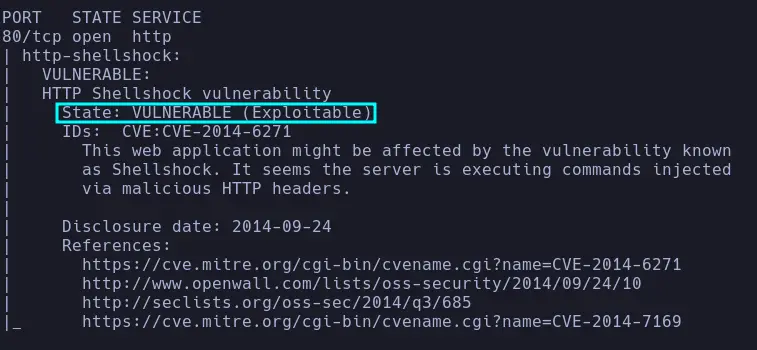 PORT   STATE SERVICE
80/tcp open  http
| http-shellshock:
|   VULNERABLE:
|   HTTP Shellshock vulnerability
|     State: VULNERABLE (Exploitable)
|     IDs:  CVE:CVE-2014-6271
|       This web application might be affected by the vulnerability known
|       as Shellshock. It seems the server is executing commands injected
|       via malicious HTTP headers.
|
|     Disclosure date: 2014-09-24
|     References:
|       https://cve.mitre.org/cgi-bin/cvename.cgi?name=CVE-2014-6271
|       http://www.openwall.com/lists/oss-security/2014/09/24/10
|       http://seclists.org/oss-sec/2014/q3/685
|_      https://cve.mitre.org/cgi-bin/cvename.cgi?name=CVE-2014-7169